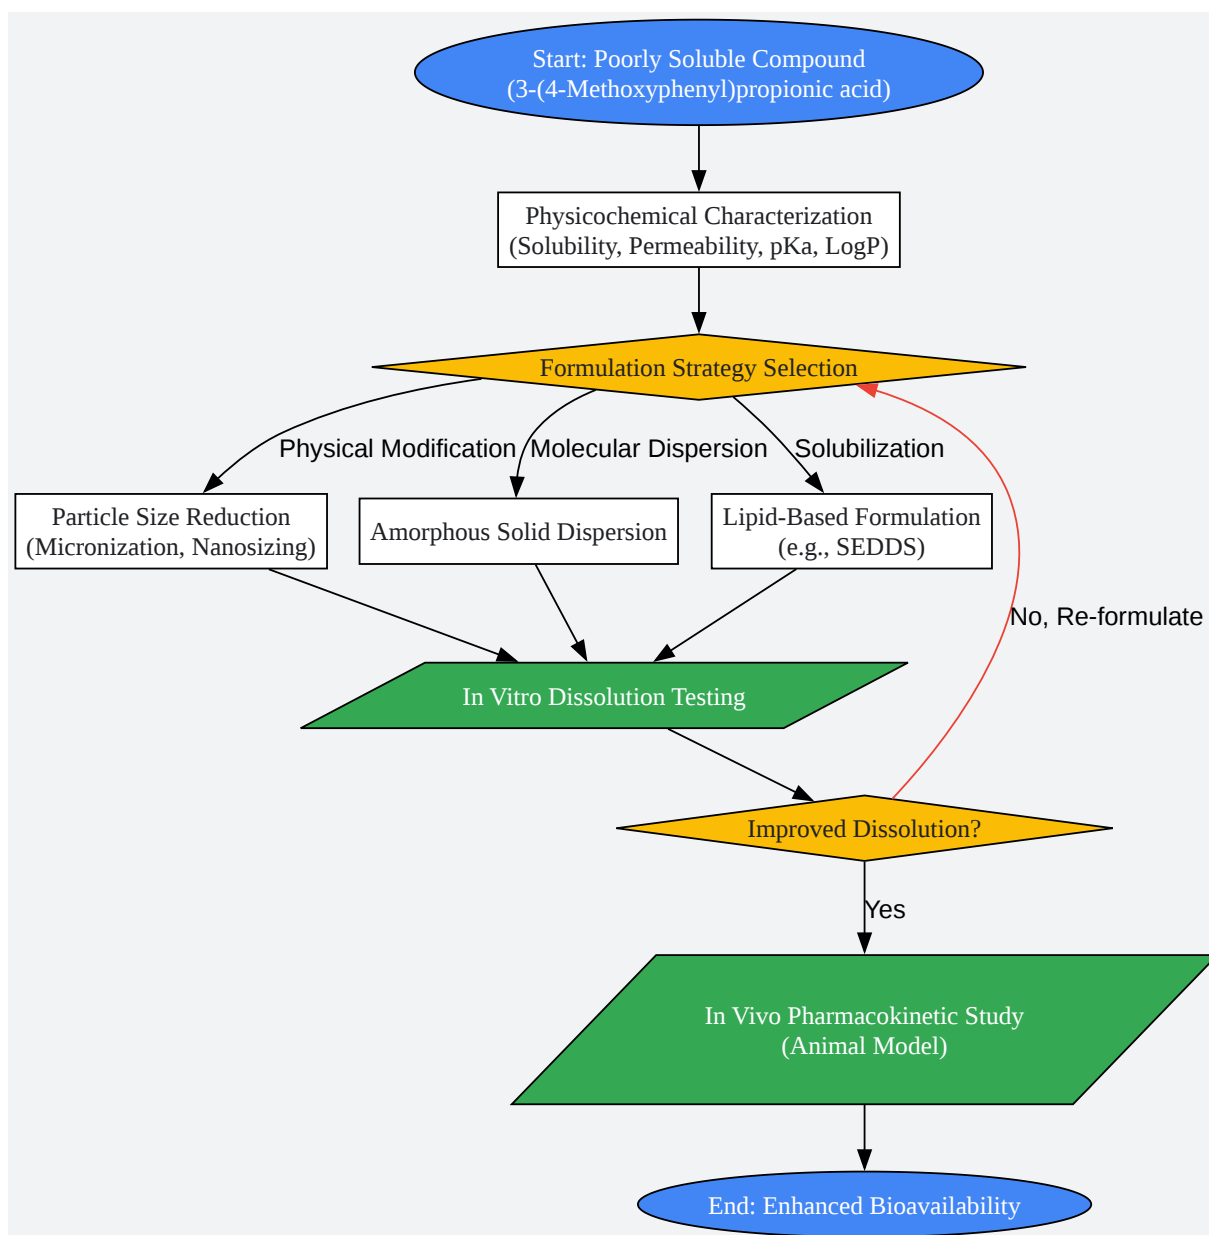 Start: Poorly Soluble Compound
(3-(4-Methoxyphenyl)propionic acid)
Physicochemical Characterization
(Solubility, Permeability, pKa, LogP)
Formulation Strategy Selection
Physical Modification
Molecular Dispersion
Solubilization
Particle Size Reduction
(Micronization, Nanosizing)
Amorphous Solid Dispersion
Lipid-Based Formulation
(e.g., SEDDS)
No, Re-formulate
In Vitro Dissolution Testing
Improved Dissolution?
Yes
In Vivo Pharmacokinetic Study
(Animal Model)
End: Enhanced Bioavailability